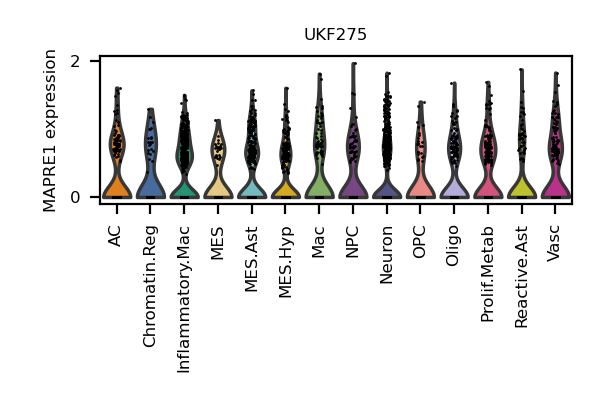 UKF275
MAPRE1 expression
2
0
AC
Chromatin.Reg
Inflammatory.Mac
MES
MES.Ast
MES.Hyp
Mac
NPC
Neuron
OPC
Oligo
Prolif.Metab
Reactive.Ast
Vasc